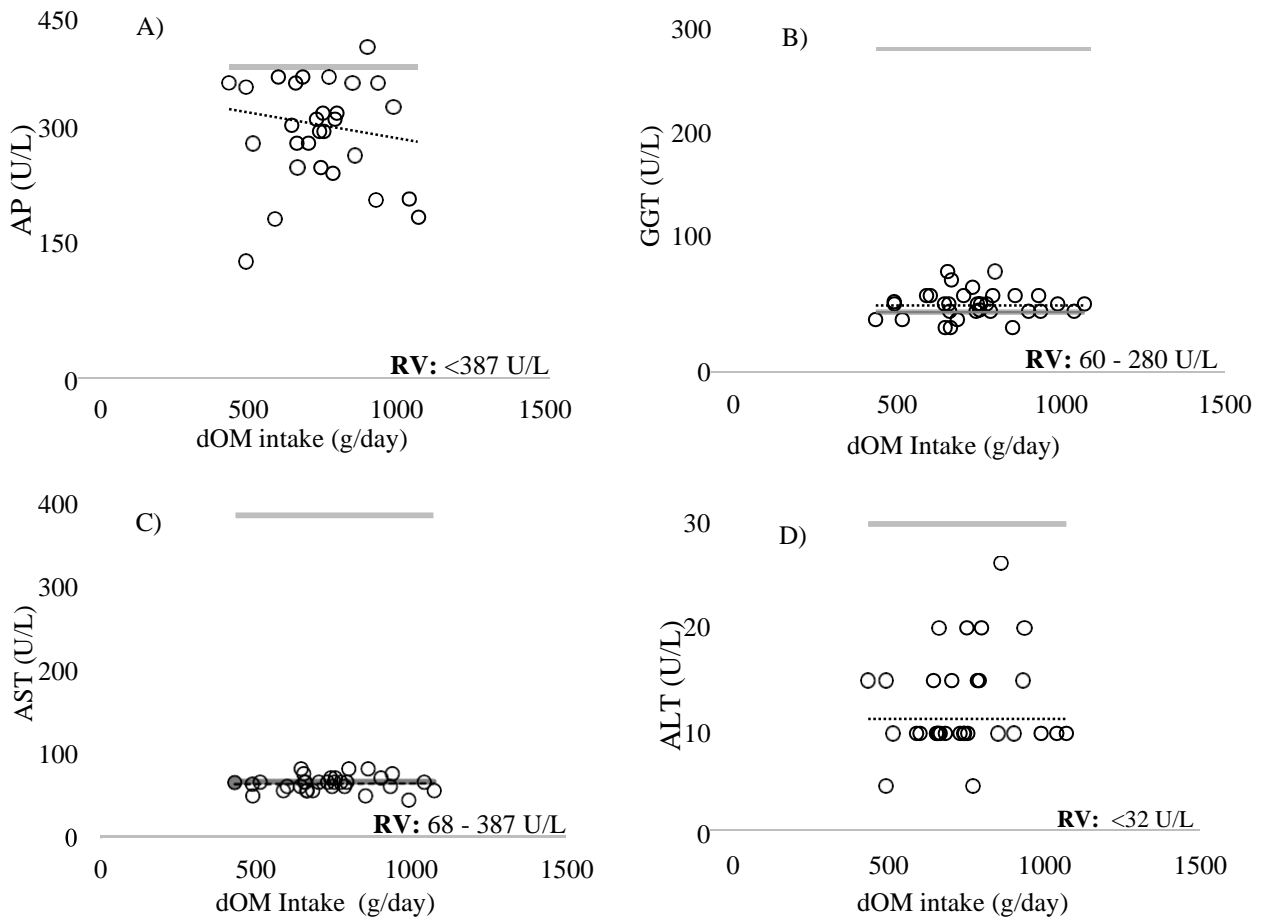 A)
450
300
150
0
AP (U/L)
RV: <387 U/L
0 500 1000 1500
dOM intake (g/day)
B)
300
200
100
0
GGT (U/L)
RV: 60 - 280 U/L
0 500 1000 1500
dOM Intake (g/day)
C)
400
300
200
100
0
AST (U/L)
RV: 68 - 387 U/L
0 500 1000 1500
dOM Intake (g/day)
D)
30
20
10
0
ALT (U/L)
RV: <32 U/L
0 500 1000 1500
dOM intake (g/day)